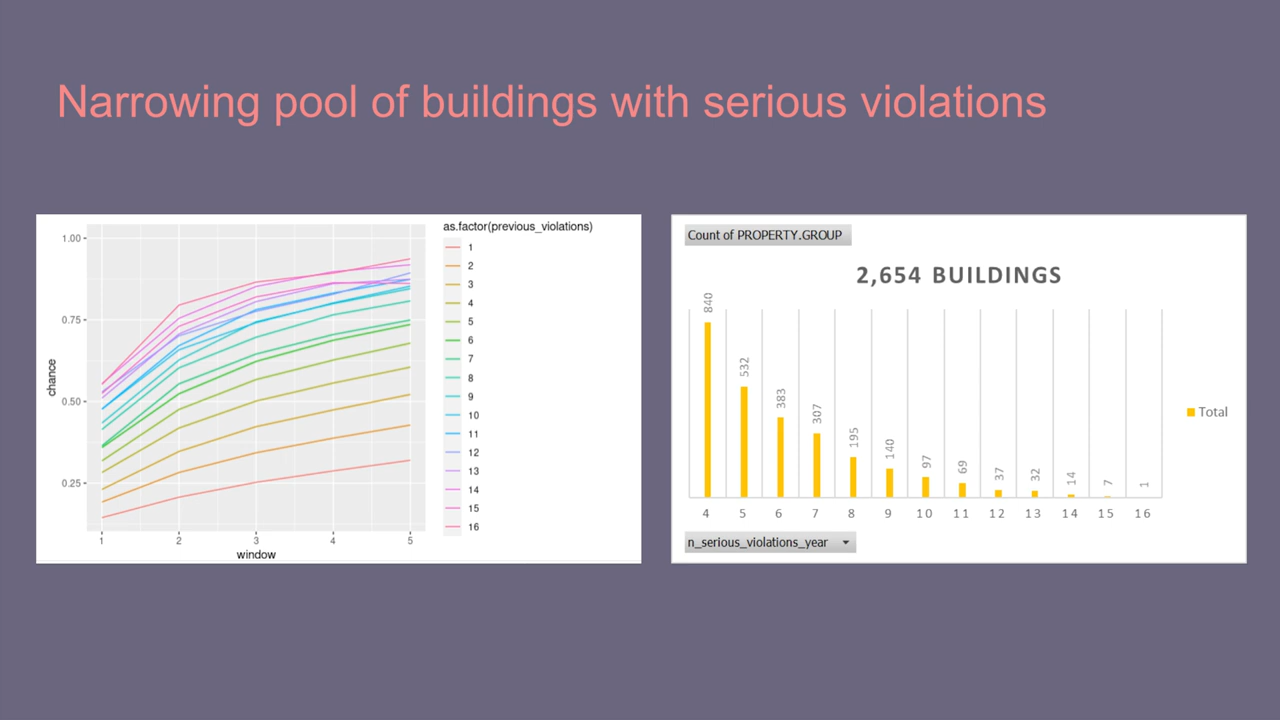 Narrowing pool of buildings with serious violations
as.factor(previous_violations)
1.00
0.75
0.50
0.25
chance
1 2 3 4 5
window
1
2
3
4
5
6
7
8
9
10
11
12
13
14
15
16
Count of PROPERTY.GROUP
2,654 BUILDINGS
840 532 383 307 195 140 97 69 37 32 14 7 1
Total
4 5 6 7 8 9 10 11 12 13 14 15 16
n_serious_violations_year